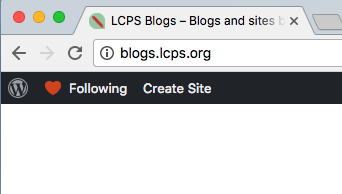 LCPS Blogs – Blogs and sites b
blogs.lcps.org
Following Create Site